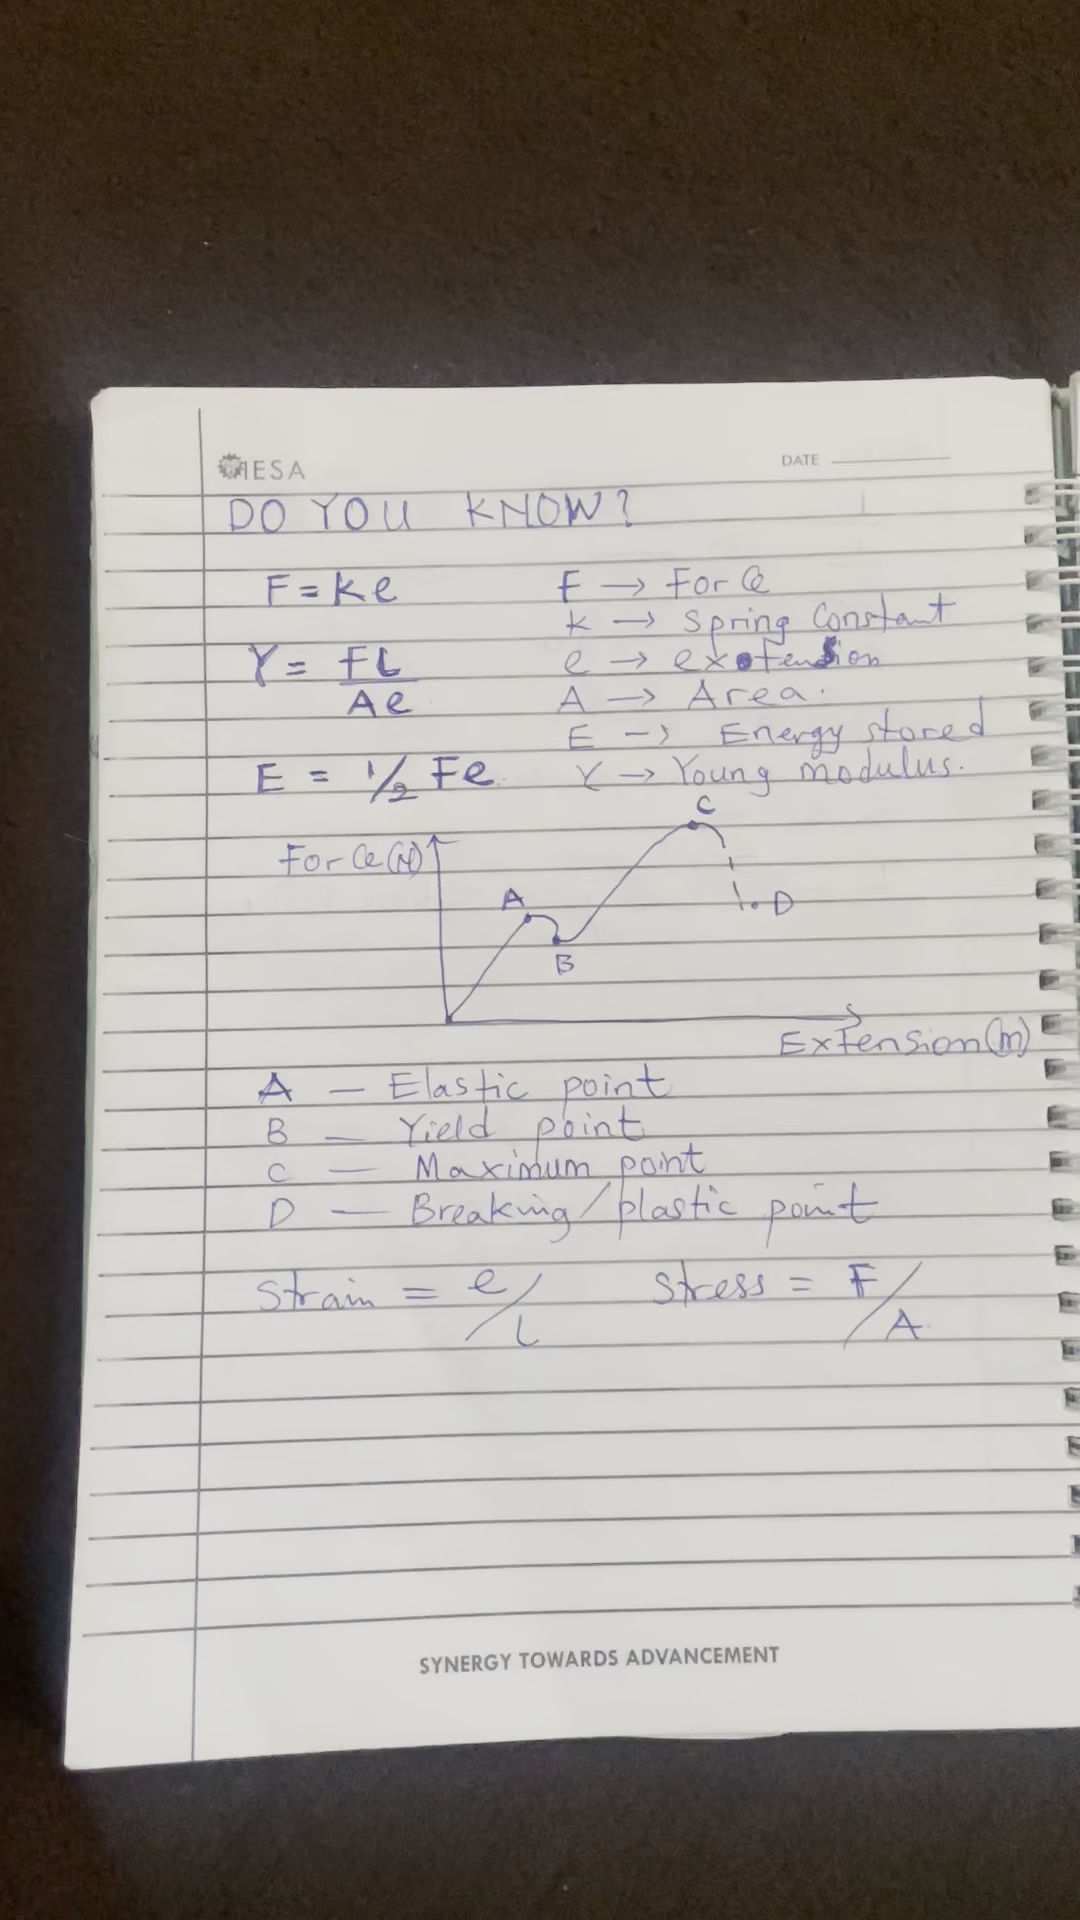 AIESA
DATE
DO YOU KNOW?
F = ke
F → Force
k → Spring Constant
Y = FL
Ae
e → extension
A → Area.
E → Energy stored
E = 1/2 Fe.
Y → Young modulus.
C
Force (N)
A
D
B
Extension (m)
A — Elastic point
B — Yield point
C — Maximum point
D — Breaking/plastic point
Strain = e/L Stress = F/A.
SYNERGY TOWARDS ADVANCEMENT